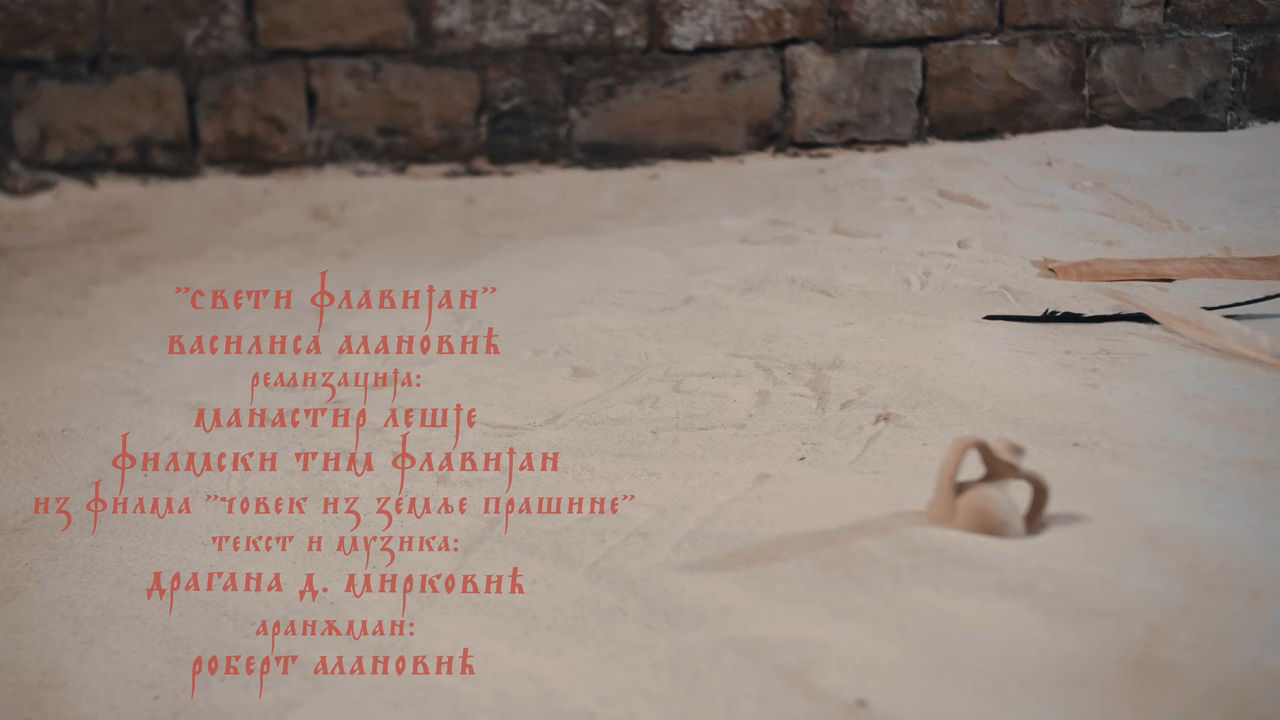 "свети флавијан"
василиса алановић
реализација:
манастир лешје
филмски тим флавијан
из филма "човек из земље прашине"
текст и музика:
драгана д. мирковић
аранжман:
роберт алановић